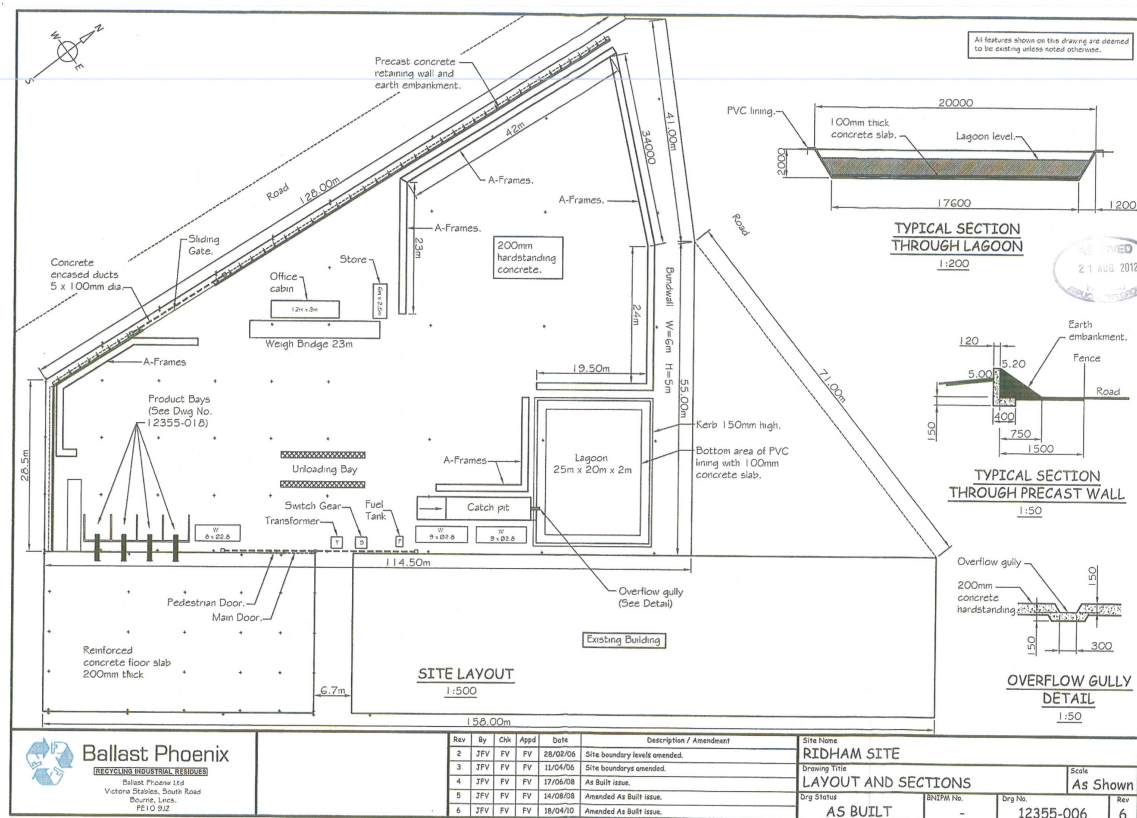 W
N
S
E
All features shown on this drawing are deemed
to be existing unless noted otherwise.
Precast concrete
retaining wall and
earth embankment.
42m
34000
41.00m
Road
128.00m
A-Frames.
A-Frames.
A-Frames.
23m
Sliding
Gate.
Store
6m x 2.5m
Office
cabin
12m x 3m
Weigh Bridge 23m
200mm
hardstanding
concrete.
Road
Concrete
encased ducts
5 x 100mm dia.
A-Frames
24m
Bundwall W=6m H=5m
55.00m
71.00m
19.50m
Product Bays
(See Dwg No.
12355-018)
28.5m
Kerb 150mm high.
Bottom area of PVC
lining with 100mm
concrete slab.
Lagoon
25m x 20m x 2m
Unloading Bay
A-Frames
Switch Gear
Transformer
Fuel
Tank
Catch pit
W
8 x Ø2.8
T
S
F
W
9 x Ø2.8
W
9 x Ø2.8
114.50m
Pedestrian Door.
Main Door.
Overflow gully
(See Detail)
Reinforced
concrete floor slab
200mm thick
Existing Building
SITE LAYOUT
1:500
6.7m
158.00m
PVC lining.
20000
100mm thick
concrete slab.
Lagoon level.
2000
17600
1200
TYPICAL SECTION
THROUGH LAGOON
1:200
21 AUG 2012
120
5.20
5.00
Earth
embankment.
Fence
Road
150
400
750
1500
TYPICAL SECTION
THROUGH PRECAST WALL
1:50
Overflow gully
200mm
concrete
hardstanding
150
150
300
OVERFLOW GULLY
DETAIL
1:50
Ballast Phoenix
RECYCLING INDUSTRIAL RESIDUES
Ballast Phoenix Ltd
Victoria Stables, South Road
Bourne, Lincs.
PE10 9JZ
Rev By Chk Appd Date Description / Amendment
2 JFV FV FV 28/02/06 Site boundary levels amended.
3 JFV FV FV 11/04/06 Site boundarys amended.
4 JFV FV FV 17/06/08 As Built issue.
5 JFV FV FV 14/08/08 Amended As Built issue.
6 JFV FV FV 18/04/10 Amended As Built issue.
Site Name
RIDHAM SITE
Drawing Title
LAYOUT AND SECTIONS
Scale
As Shown
Drg Status
AS BUILT
BNIPM No.
-
Drg No.
12355-006
Rev
6